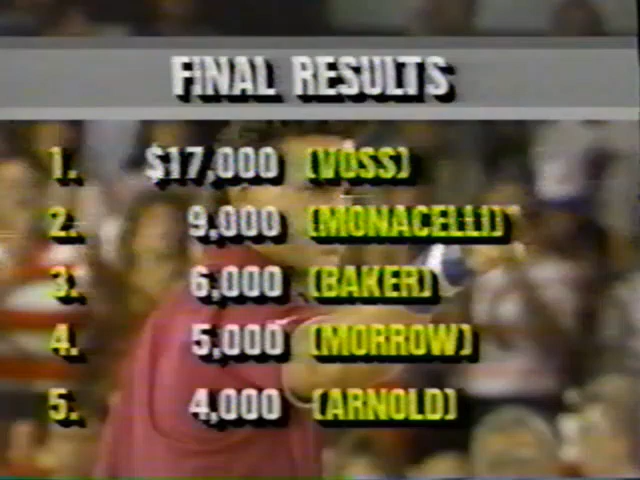 FINAL RESULTS
1. $17,000 (VOSS)
2. 9,000 (MONACELLI)
3. 6,000 (BAKER)
4. 5,000 (MORROW)
5. 4,000 (ARNOLD)